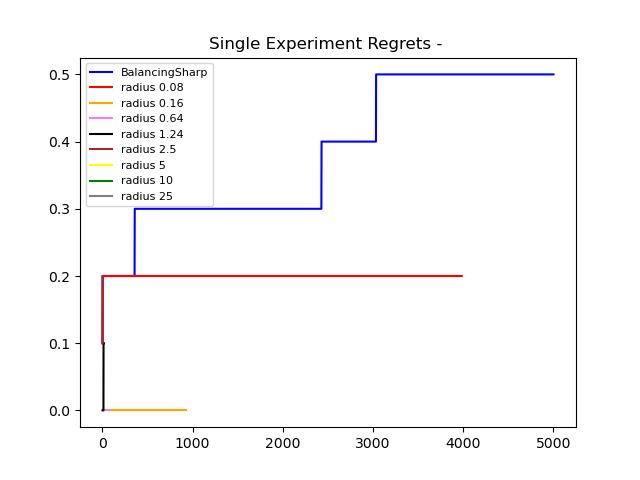 Single Experiment Regrets -
BalancingSharp
radius 0.08
radius 0.16
radius 0.64
radius 1.24
radius 2.5
radius 5
radius 10
radius 25
0.5
0.4
0.3
0.2
0.1
0.0
0 1000 2000 3000 4000 5000